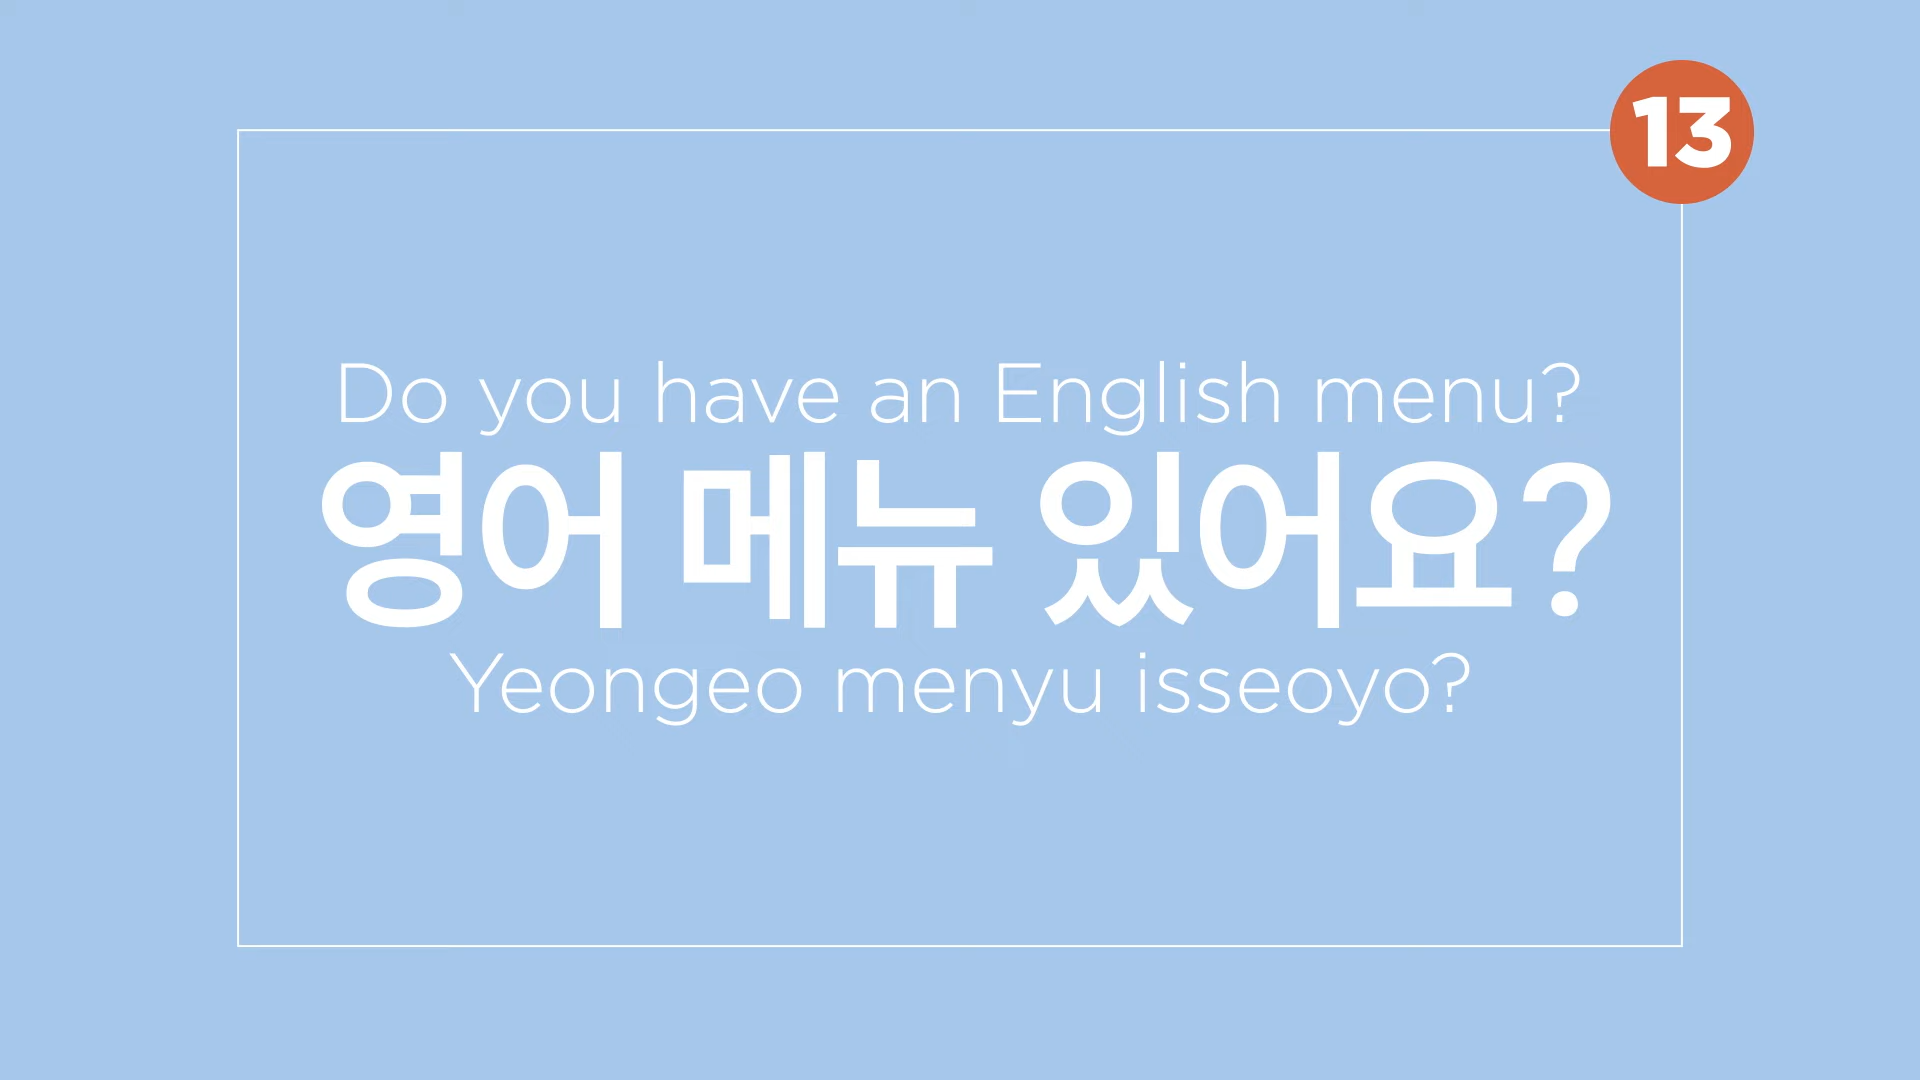 13
Do you have an English menu?
영어 메뉴 있어요?
Yeongeo menyu isseoyo?